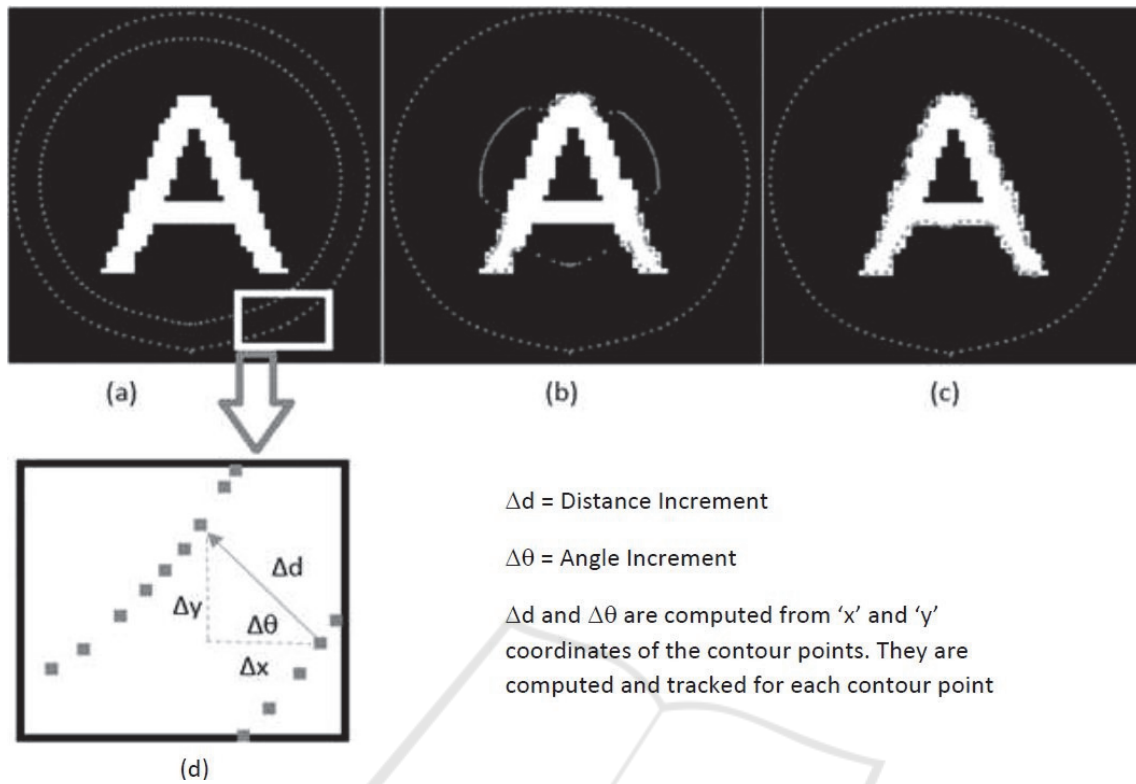 A A A
(a) (b) (c)
Δd = Distance Increment
Δθ = Angle Increment
Δd and Δθ are computed from ‘x’ and ‘y’
coordinates of the contour points. They are
computed and tracked for each contour point
Δd
Δy
Δθ
Δx
(d)